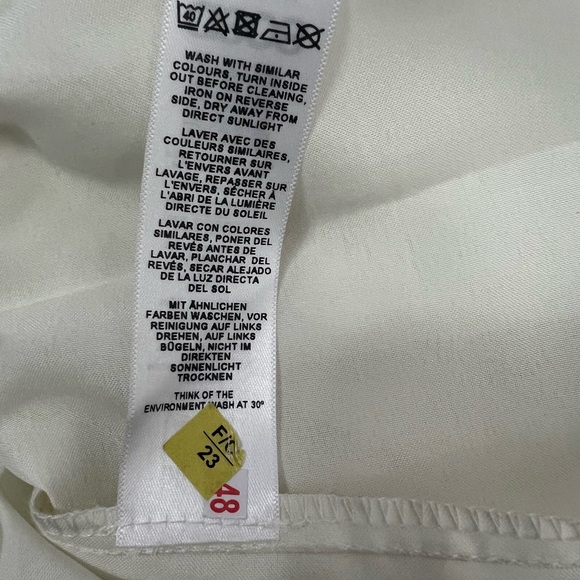 40
WASH WITH SIMILAR
COLOURS, TURN INSIDE
OUT BEFORE CLEANING,
IRON ON REVERSE
SIDE, DRY AWAY FROM
DIRECT SUNLIGHT
LAVER AVEC DES
COULEURS SIMILAIRES,
RETOURNER SUR
L'ENVERS AVANT
LAVAGE, REPASSER SUR
L'ENVERS, SÉCHER À
L'ABRI DE LA LUMIÈRE
DIRECTE DU SOLEIL
LAVAR CON COLORES
SIMILARES, PONER DEL
REVÉS ANTES DE
LAVAR, PLANCHAR DEL
REVÉS, SECAR ALEJADO
DE LA LUZ DIRECTA
DEL SOL
MIT ÄHNLICHEN
FARBEN WASCHEN, VOR
REINIGUNG AUF LINKS
DREHEN, AUF LINKS
BÜGELN, NICHT IM
DIREKTEN
SONNENLICHT
TROCKNEN
THINK OF THE
ENVIRONMENT WASH AT 30°
23
48